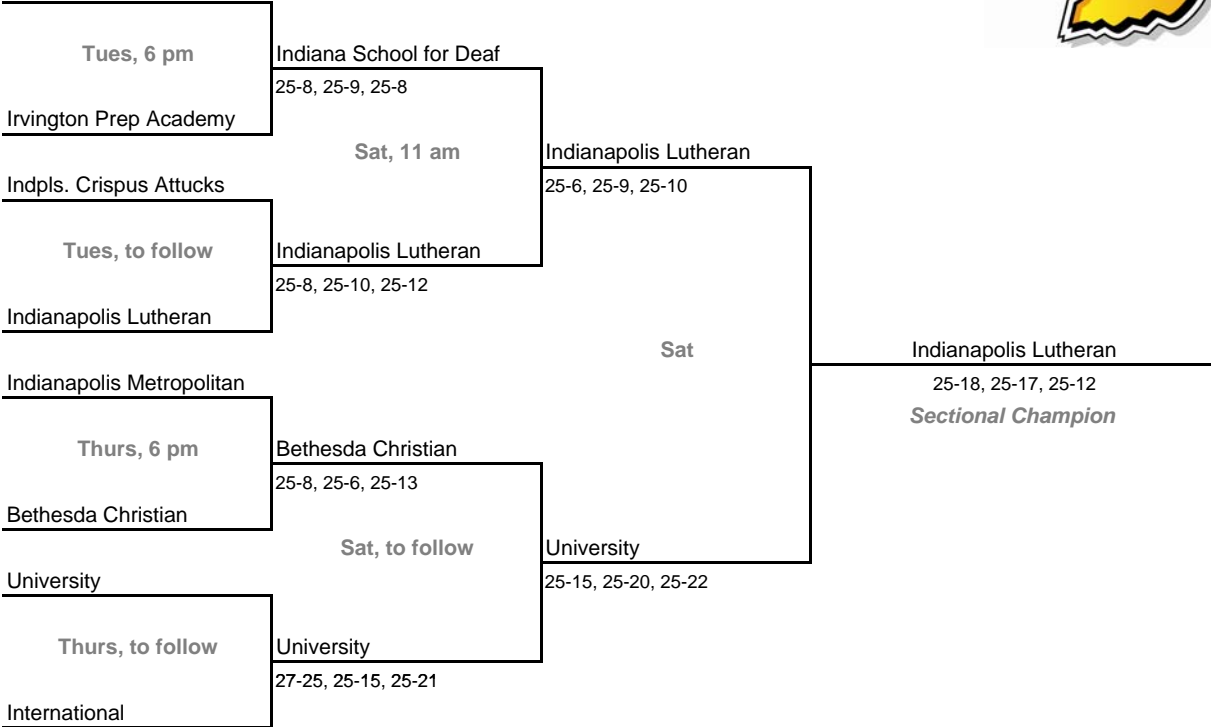 Tues, 6 pm
Indiana School for Deaf
25-8, 25-9, 25-8
Irvington Prep Academy
Sat, 11 am
Indianapolis Lutheran
25-6, 25-9, 25-10
Indpls. Crispus Attucks
Tues, to follow
Indianapolis Lutheran
25-8, 25-10, 25-12
Indianapolis Lutheran
Sat
Indianapolis Lutheran
25-18, 25-17, 25-12
Sectional Champion
Indianapolis Metropolitan
Thurs, 6 pm
Bethesda Christian
25-8, 25-6, 25-13
Bethesda Christian
Sat, to follow
University
25-15, 25-20, 25-22
University
Thurs, to follow
University
27-25, 25-15, 25-21
International